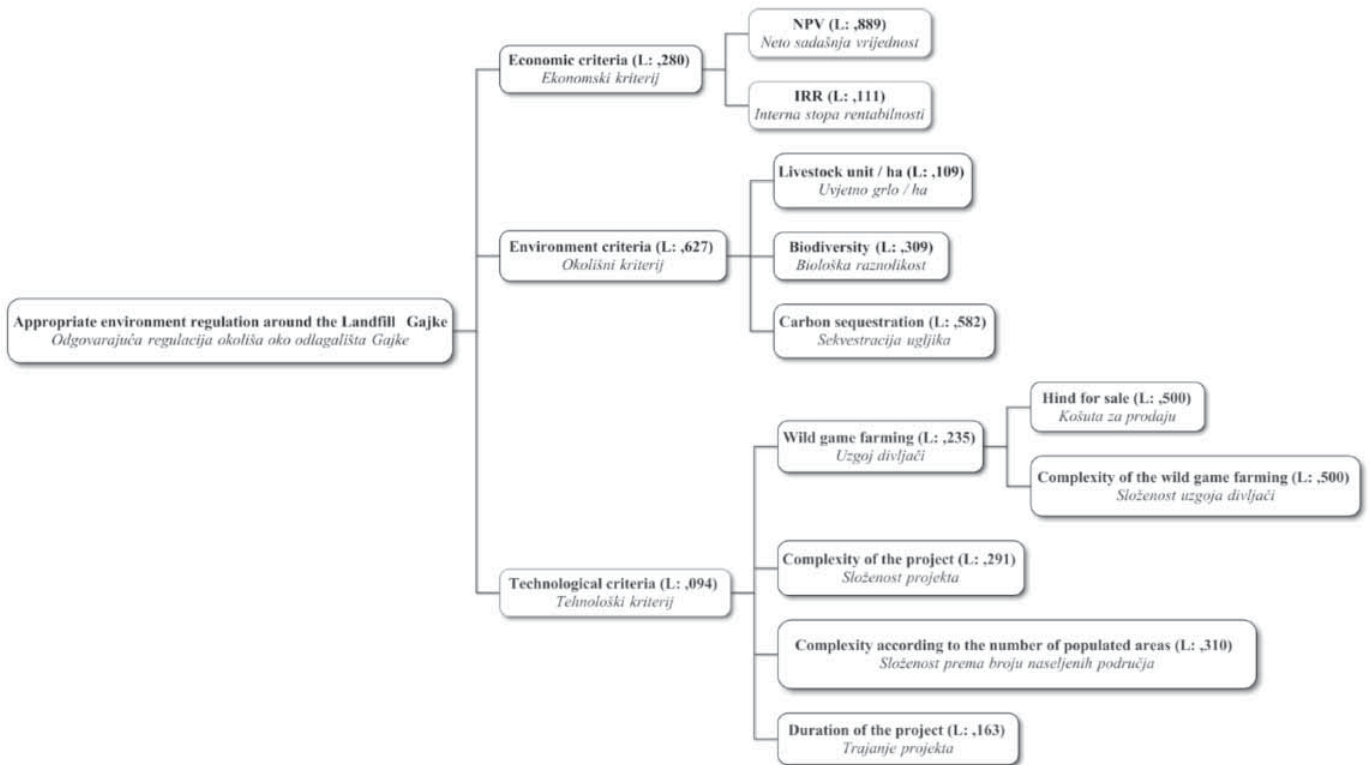 NPV (L: ,889)
Neto sadašnja vrijednost
Economic criteria (L: ,280)
Ekonomski kriterij
IRR (L: ,111)
Interna stopa rentabilnosti
Livestock unit / ha (L: ,109)
Uvjetno grlo / ha
Environment criteria (L: ,627)
Okolišni kriterij
Biodiversity (L: ,309)
Biološka raznolikost
Appropriate environment regulation around the Landfill Gajke
Odgovarajuća regulacija okoliša oko odlagališta Gajke
Carbon sequestration (L: ,582)
Sekvestracija ugljika
Hind for sale (L: ,500)
Košuta za prodaju
Wild game farming (L: ,235)
Uzgoj divljači
Complexity of the wild game farming (L: ,500)
Složenost uzgoja divljači
Complexity of the project (L: ,291)
Složenost projekta
Technological criteria (L: ,094)
Tehnološki kriterij
Complexity according to the number of populated areas (L: ,310)
Složenost prema broju naseljenih područja
Duration of the project (L: ,163)
Trajanje projekta